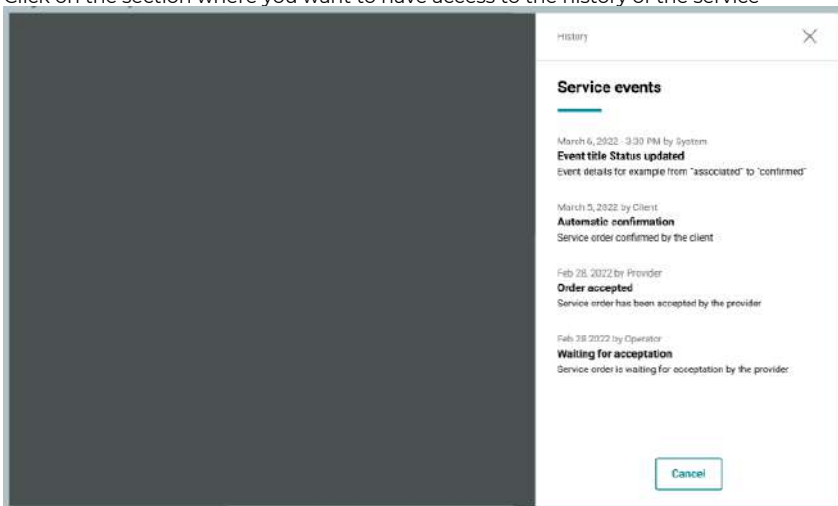 Click on the section where you want to have access to the history of the service
History
Service events
March 6, 2022 - 3:30 PM by System
Event title Status updated
Event details for example from "associated" to "confirmed"
March 5, 2022 by Client
Automatic confirmation
Service order confirmed by the client
Feb 28, 2022 by Provider
Order accepted
Service order has been accepted by the provider
Feb 28 2022 by Operator
Waiting for acceptation
Service order is waiting for acceptation by the provider
Cancel